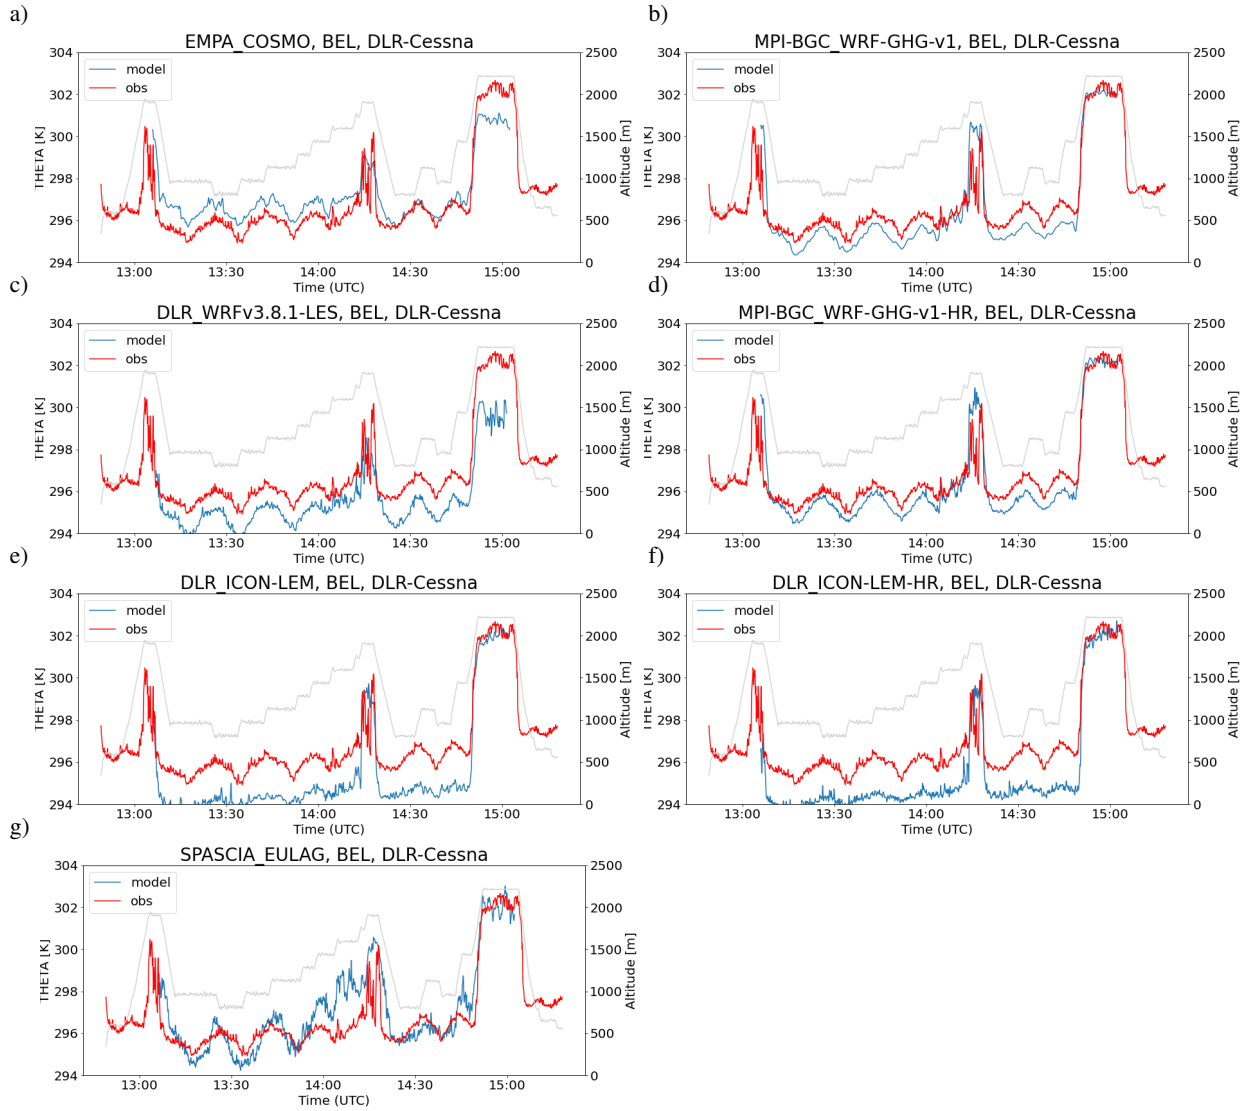 a)
EMPA_COSMO, BEL, DLR-Cessna
304
302
300
298
296
294
THETA [K]
model
obs
2500
2000
1500
1000
500
0
Altitude [m]
13:00 13:30 14:00 14:30 15:00
Time (UTC)
b)
MPI-BGC_WRF-GHG-v1, BEL, DLR-Cessna
304
302
300
298
296
294
THETA [K]
model
obs
2500
2000
1500
1000
500
0
Altitude [m]
13:00 13:30 14:00 14:30 15:00
Time (UTC)
c)
DLR_WRFv3.8.1-LES, BEL, DLR-Cessna
304
302
300
298
296
294
THETA [K]
model
obs
2500
2000
1500
1000
500
0
Altitude [m]
13:00 13:30 14:00 14:30 15:00
Time (UTC)
d)
MPI-BGC_WRF-GHG-v1-HR, BEL, DLR-Cessna
304
302
300
298
296
294
THETA [K]
model
obs
2500
2000
1500
1000
500
0
Altitude [m]
13:00 13:30 14:00 14:30 15:00
Time (UTC)
e)
DLR_ICON-LEM, BEL, DLR-Cessna
304
302
300
298
296
294
THETA [K]
model
obs
2500
2000
1500
1000
500
0
Altitude [m]
13:00 13:30 14:00 14:30 15:00
Time (UTC)
f)
DLR_ICON-LEM-HR, BEL, DLR-Cessna
304
302
300
298
296
294
THETA [K]
model
obs
2500
2000
1500
1000
500
0
Altitude [m]
13:00 13:30 14:00 14:30 15:00
Time (UTC)
g)
SPASCIA_EULAG, BEL, DLR-Cessna
304
302
300
298
296
294
THETA [K]
model
obs
2500
2000
1500
1000
500
0
Altitude [m]
13:00 13:30 14:00 14:30 15:00
Time (UTC)